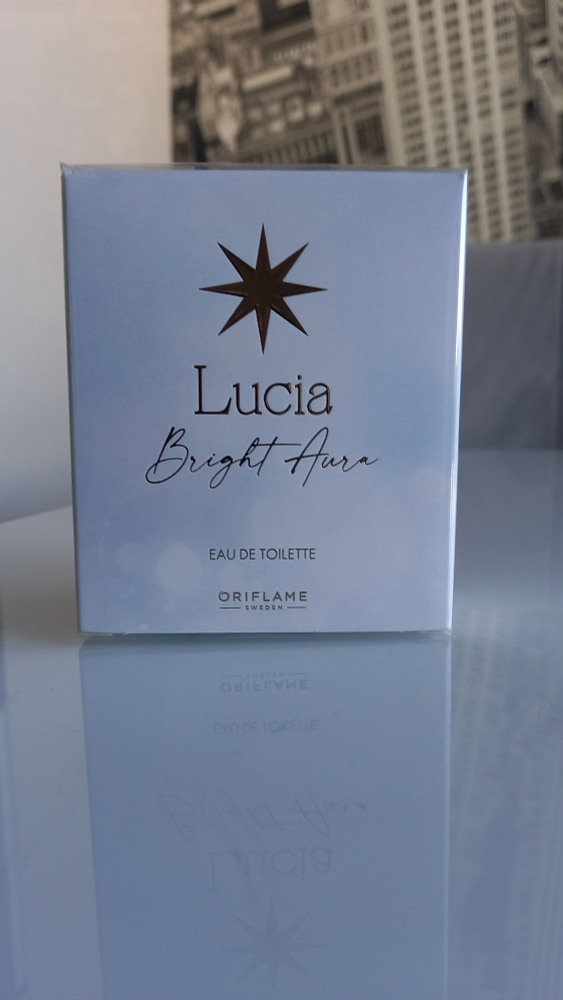 Lucia
Bright Aura
EAU DE TOILETTE
ORIFLAME
SWEDEN